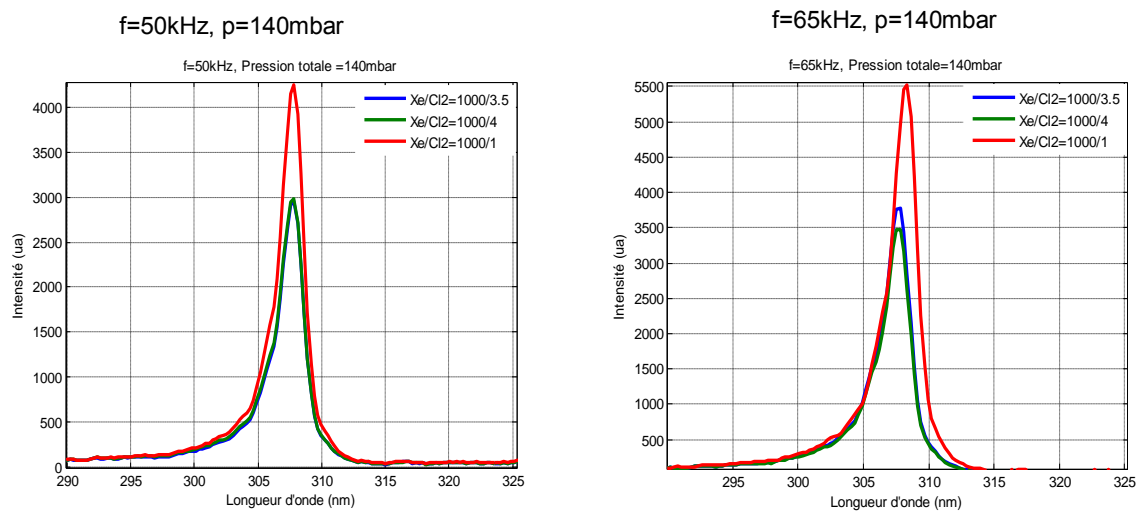 f=50kHz, p=140mbar
f=50kHz, Pression totale =140mbar
4000
3500
3000
2500
2000
1500
1000
500
0
Intensité (ua)
Xe/Cl2=1000/3.5
Xe/Cl2=1000/4
Xe/Cl2=1000/1
290 295 300 305 310 315 320 325
Longueur d'onde (nm)
f=65kHz, p=140mbar
f=65kHz, Pression totale=140mbar
5500
5000
4500
4000
3500
3000
2500
2000
1500
1000
500
Intensité (ua)
Xe/Cl2=1000/3.5
Xe/Cl2=1000/4
Xe/Cl2=1000/1
295 300 305 310 315 320 325
Longueur d'onde (nm)